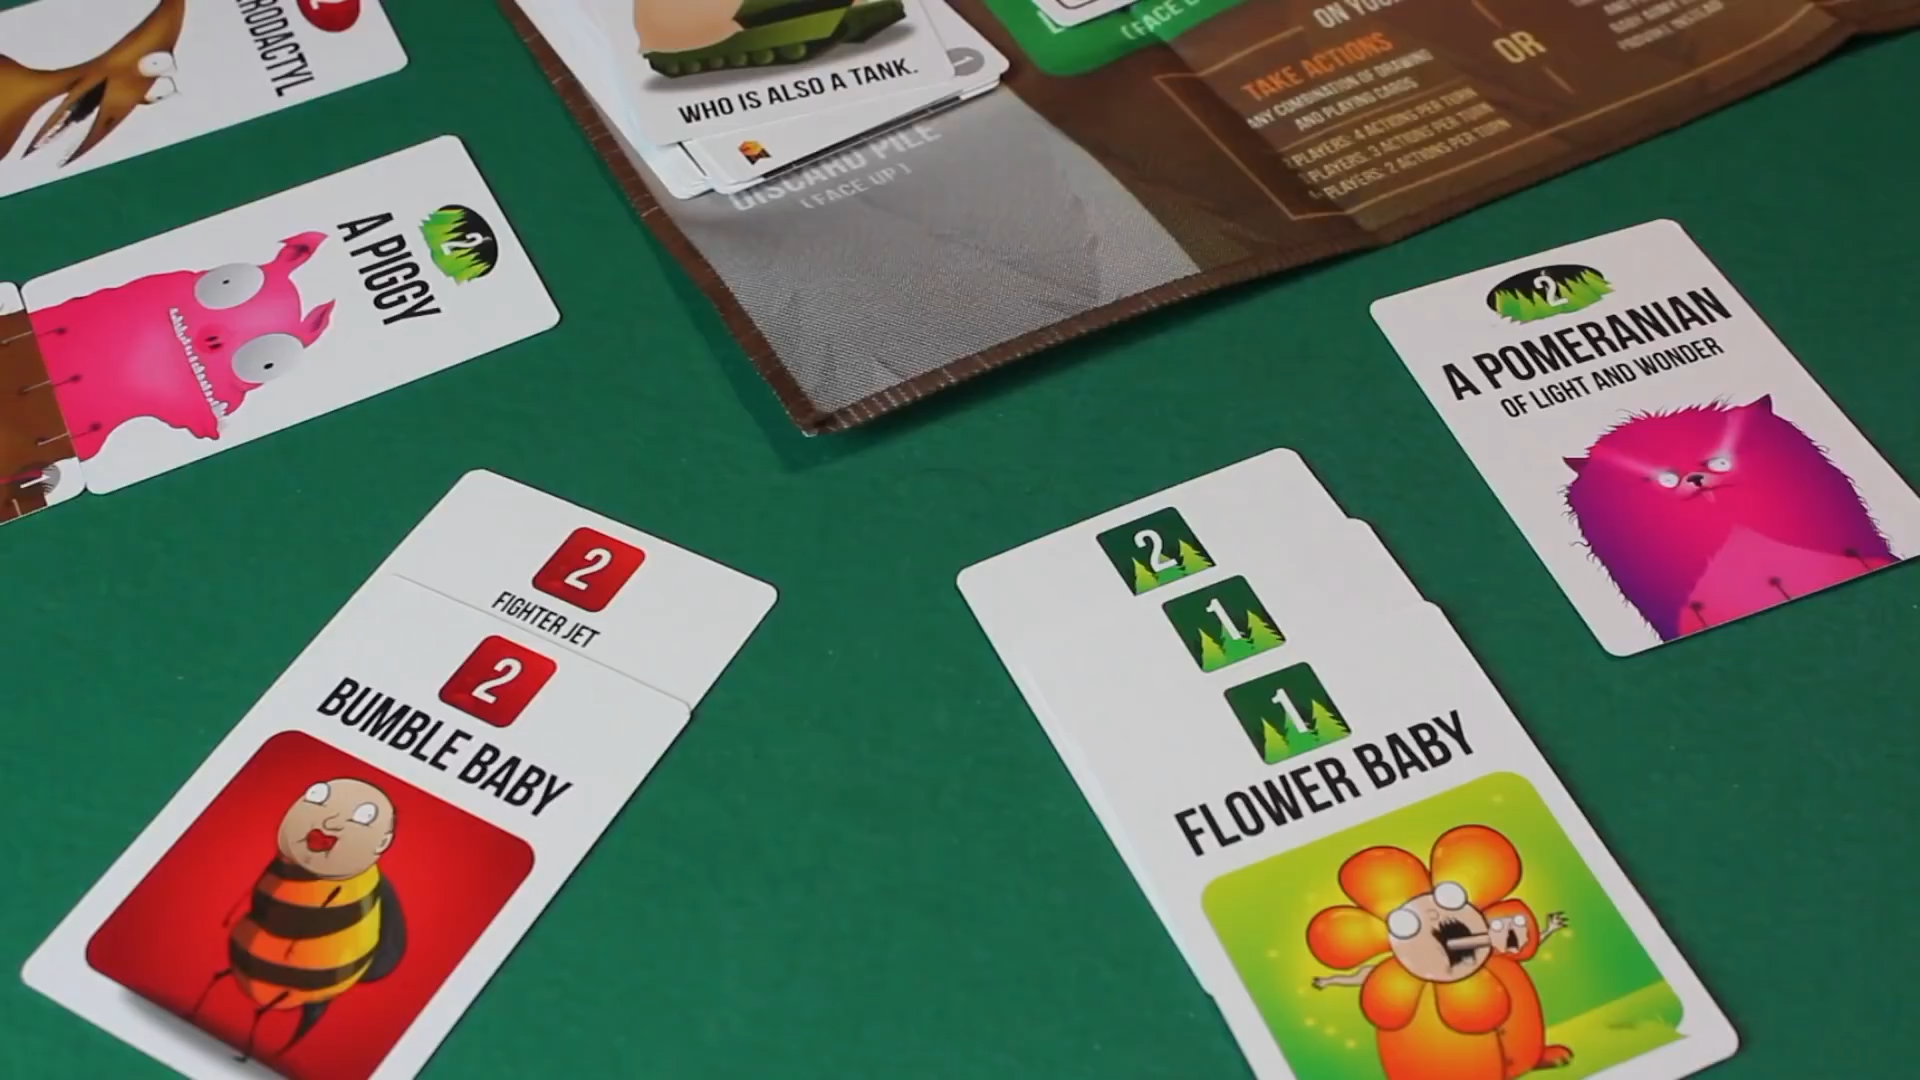 2
A PIGGY
2
WHO IS ALSO A TANK.
DISCARD PILE
(FACE UP)
ON YOUR
TAKE ACTIONS
ANY COMBINATION OF DRAWING
AND PLAYING CARDS
PLAYERS: 4 ACTIONS PER TURN
PLAYERS: 3 ACTIONS PER TURN
PLAYERS: 2 ACTIONS PER TURN
OR
2
A POMERANIAN
OF LIGHT AND WONDER
2
FIGHTER JET
2
BUMBLE BABY
2
1
1
FLOWER BABY